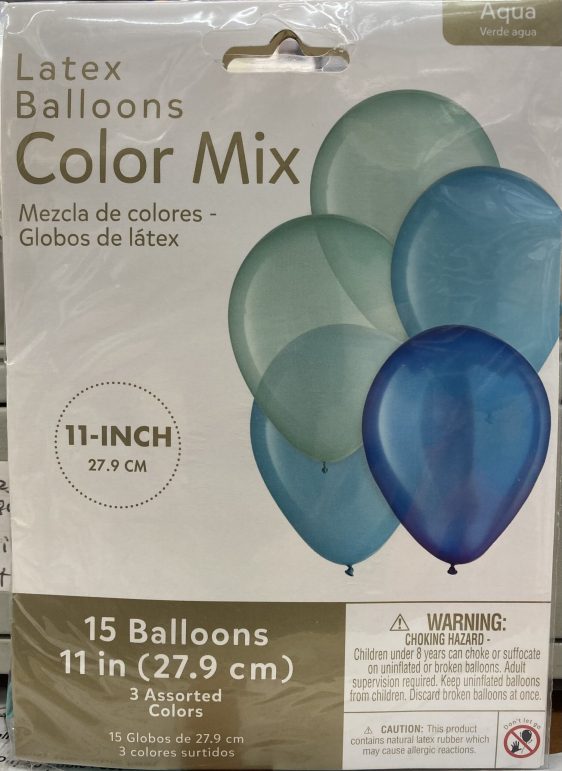 Aqua
Verde agua
Latex
Balloons
Color Mix
Mezcla de colores -
Globos de látex
11-INCH
27.9 CM
15 Balloons
11 in (27.9 cm)
3 Assorted
Colors
15 Globos de 27.9 cm
3 colores surtidos
⚠ WARNING:
CHOKING HAZARD -
Children under 8 years can choke or suffocate
on uninflated or broken balloons. Adult
supervision required. Keep uninflated balloons
from children. Discard broken balloons at once.
⚠ CAUTION: This product
contains natural latex rubber which
may cause allergic reactions.
Don't let go